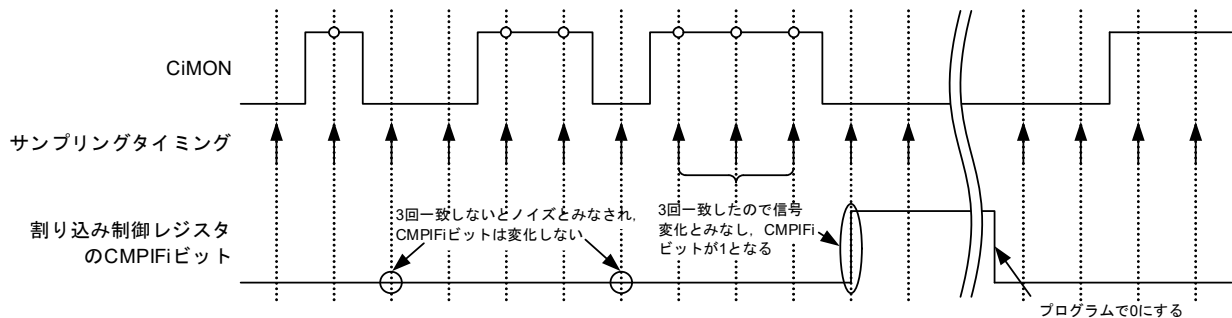 CiMON
サンプリングタイミング
割り込み制御レジスタ
のCMPIFiビット
3回一致しないとノイズとみなされ,
CMPIFiビットは変化しない
3回一致したので信号
変化とみなし, CMPIFi
ビットが1となる
プログラムで0にする